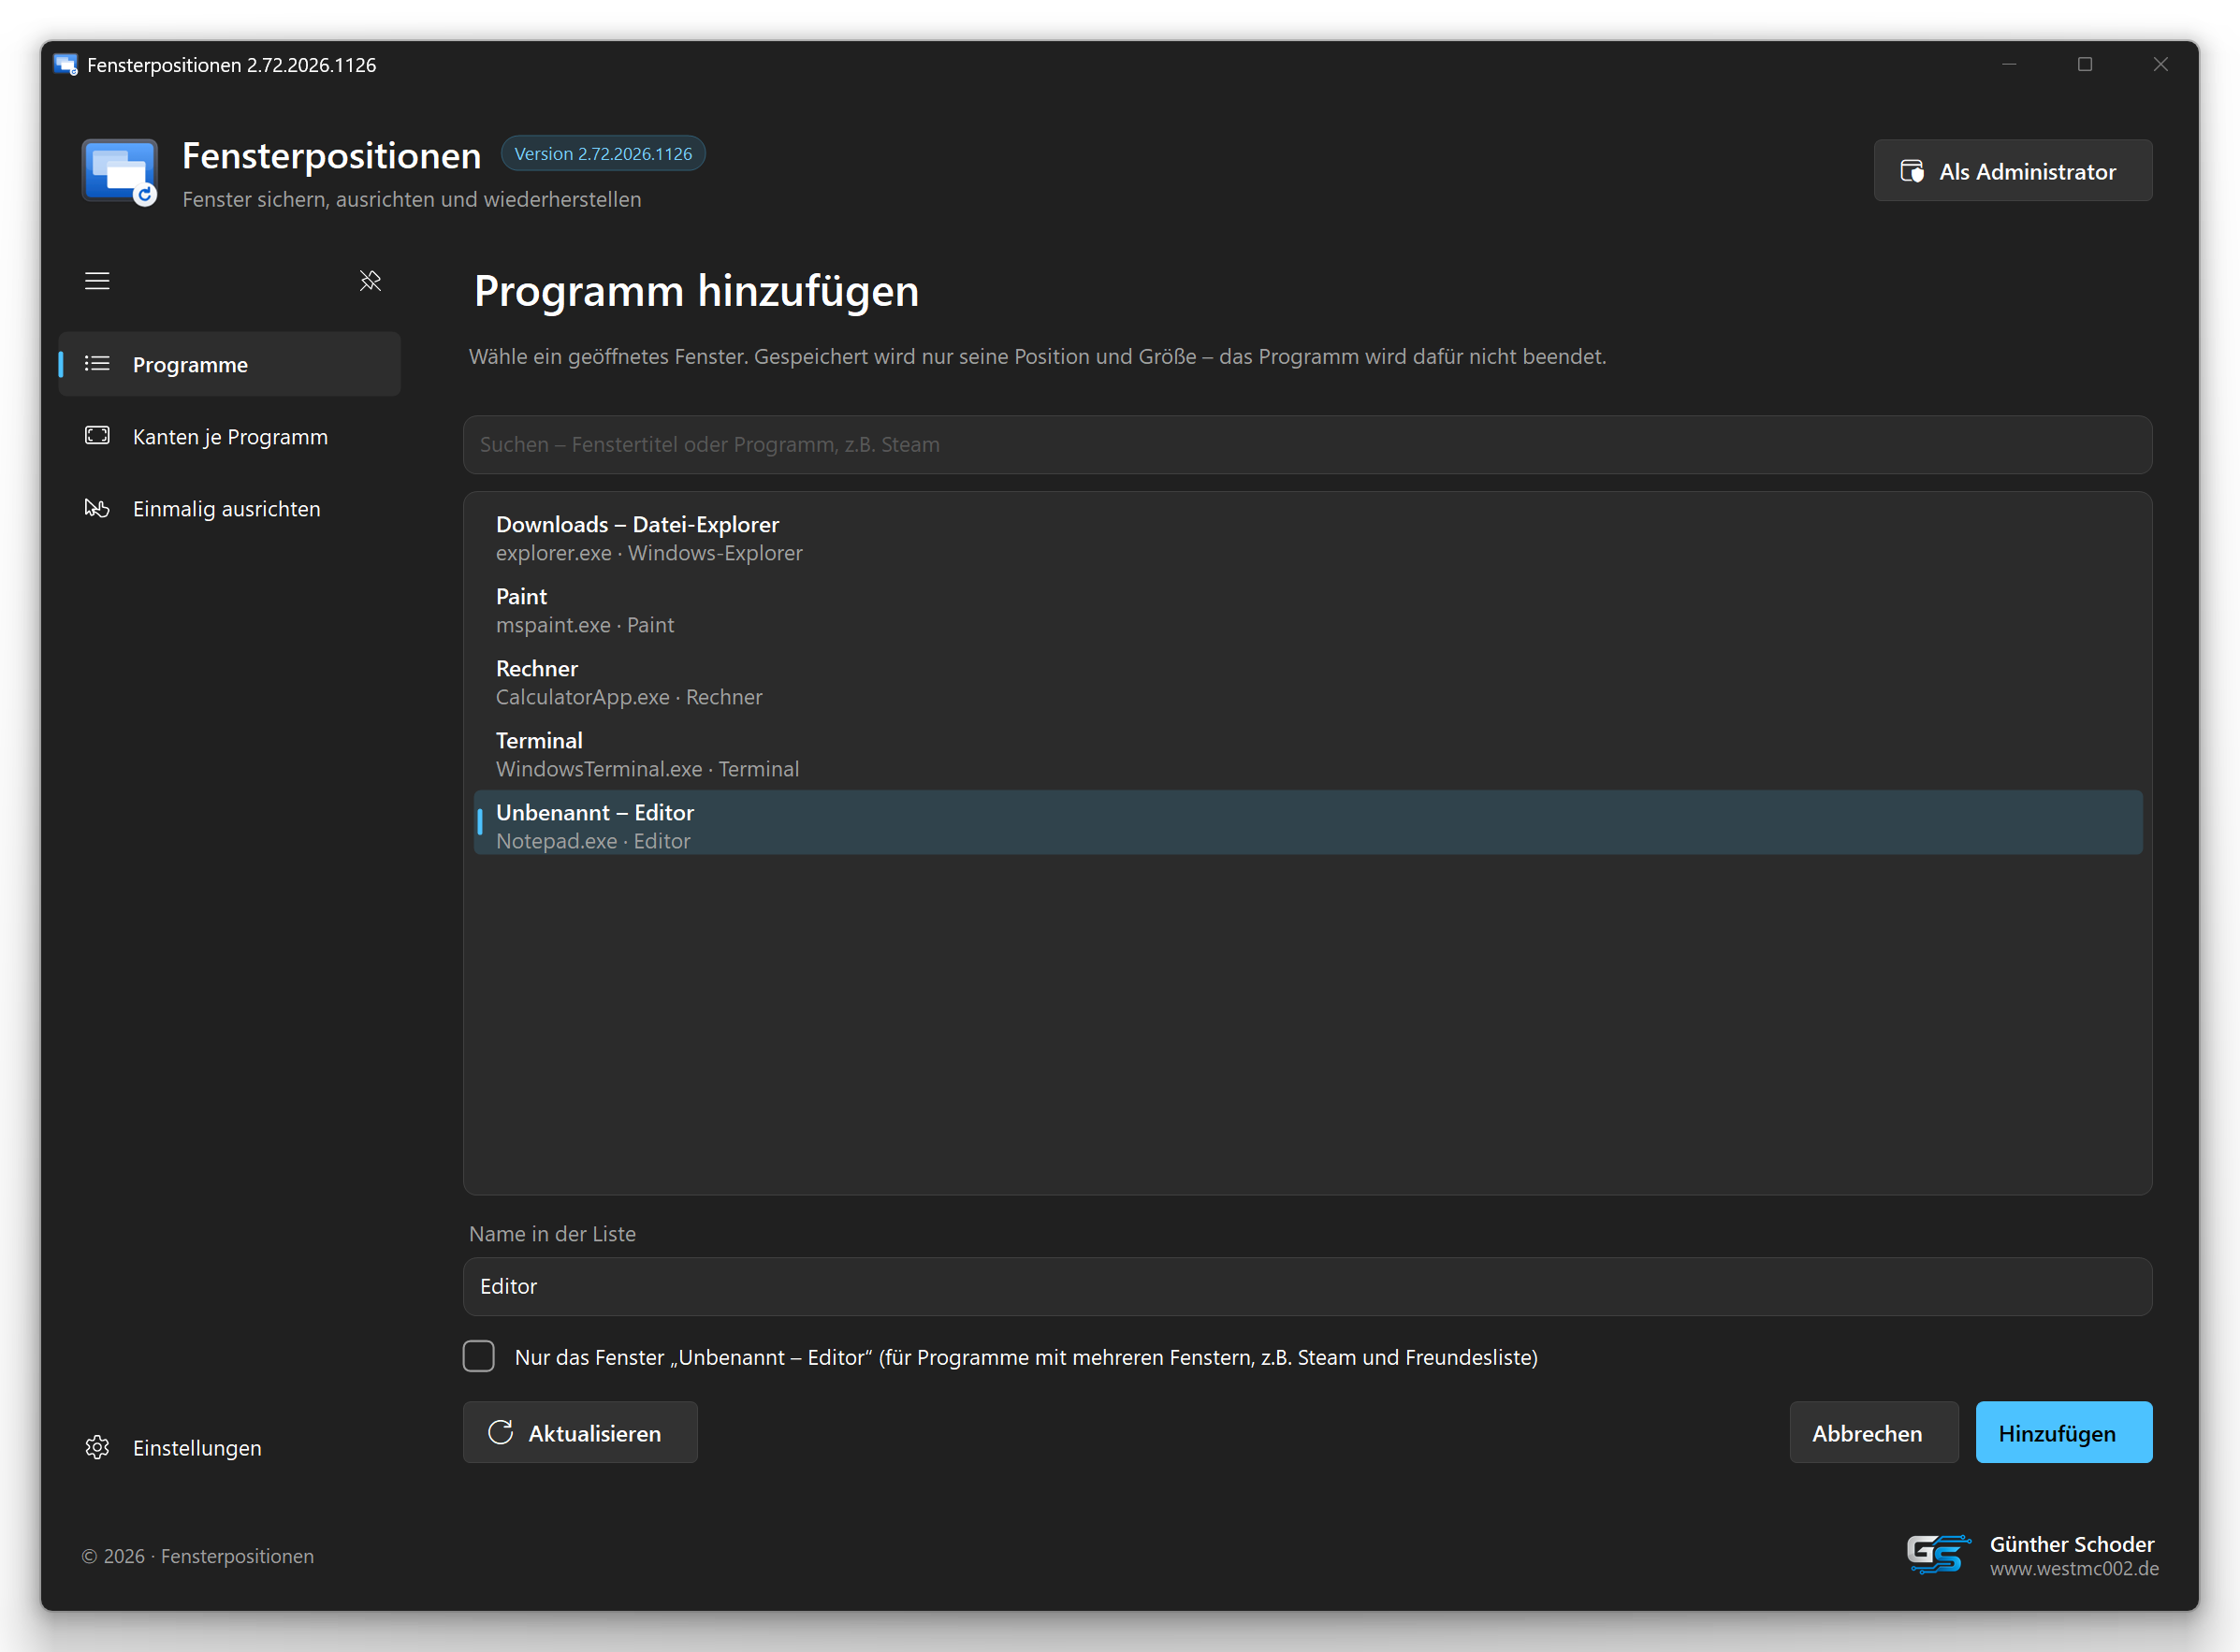 Fensterpositionen 2.72.2026.1126
Fensterpositionen
Version 2.72.2026.1126
Fenster sichern, ausrichten und wiederherstellen
Als Administrator
Programme
Kanten je Programm
Einmalig ausrichten
Programm hinzufügen
Wähle ein geöffnetes Fenster. Gespeichert wird nur seine Position und Größe – das Programm wird dafür nicht beendet.
Suchen – Fenstertitel oder Programm, z.B. Steam
Downloads – Datei-Explorer
explorer.exe · Windows-Explorer
Paint
mspaint.exe · Paint
Rechner
CalculatorApp.exe · Rechner
Terminal
WindowsTerminal.exe · Terminal
Unbenannt – Editor
Notepad.exe · Editor
Name in der Liste
Editor
Nur das Fenster „Unbenannt – Editor“ (für Programme mit mehreren Fenstern, z.B. Steam und Freundesliste)
Aktualisieren
Abbrechen
Hinzufügen
Einstellungen
© 2026 · Fensterpositionen
GS
Günther Schoder
www.westmc002.de